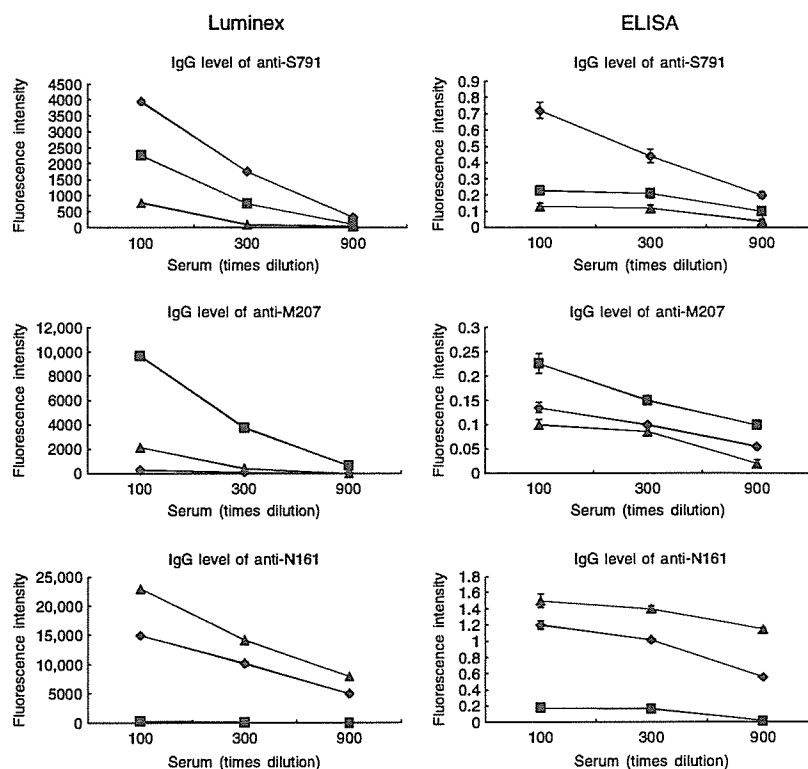 Luminex
ELISA
IgG level of anti-S791
Fluorescence intensity
4500
4000
3500
3000
2500
2000
1500
1000
500
0
100 300 900
Serum (times dilution)
IgG level of anti-S791
Fluorescence intensity
0.9
0.8
0.7
0.6
0.5
0.4
0.3
0.2
0.1
0
100 300 900
Serum (times dilution)
IgG level of anti-M207
Fluorescence intensity
12,000
10,000
8000
6000
4000
2000
0
100 300 900
Serum (times dilution)
IgG level of anti-M207
Fluorescence intensity
0.3
0.25
0.2
0.15
0.1
0.05
0
100 300 900
Serum (times dilution)
IgG level of anti-N161
Fluorescence intensity
25,000
20,000
15,000
10,000
5000
0
100 300 900
Serum (times dilution)
IgG level of anti-N161
Fluorescence intensity
1.8
1.6
1.4
1.2
1
0.8
0.6
0.4
0.2
0
100 300 900
Serum (times dilution)